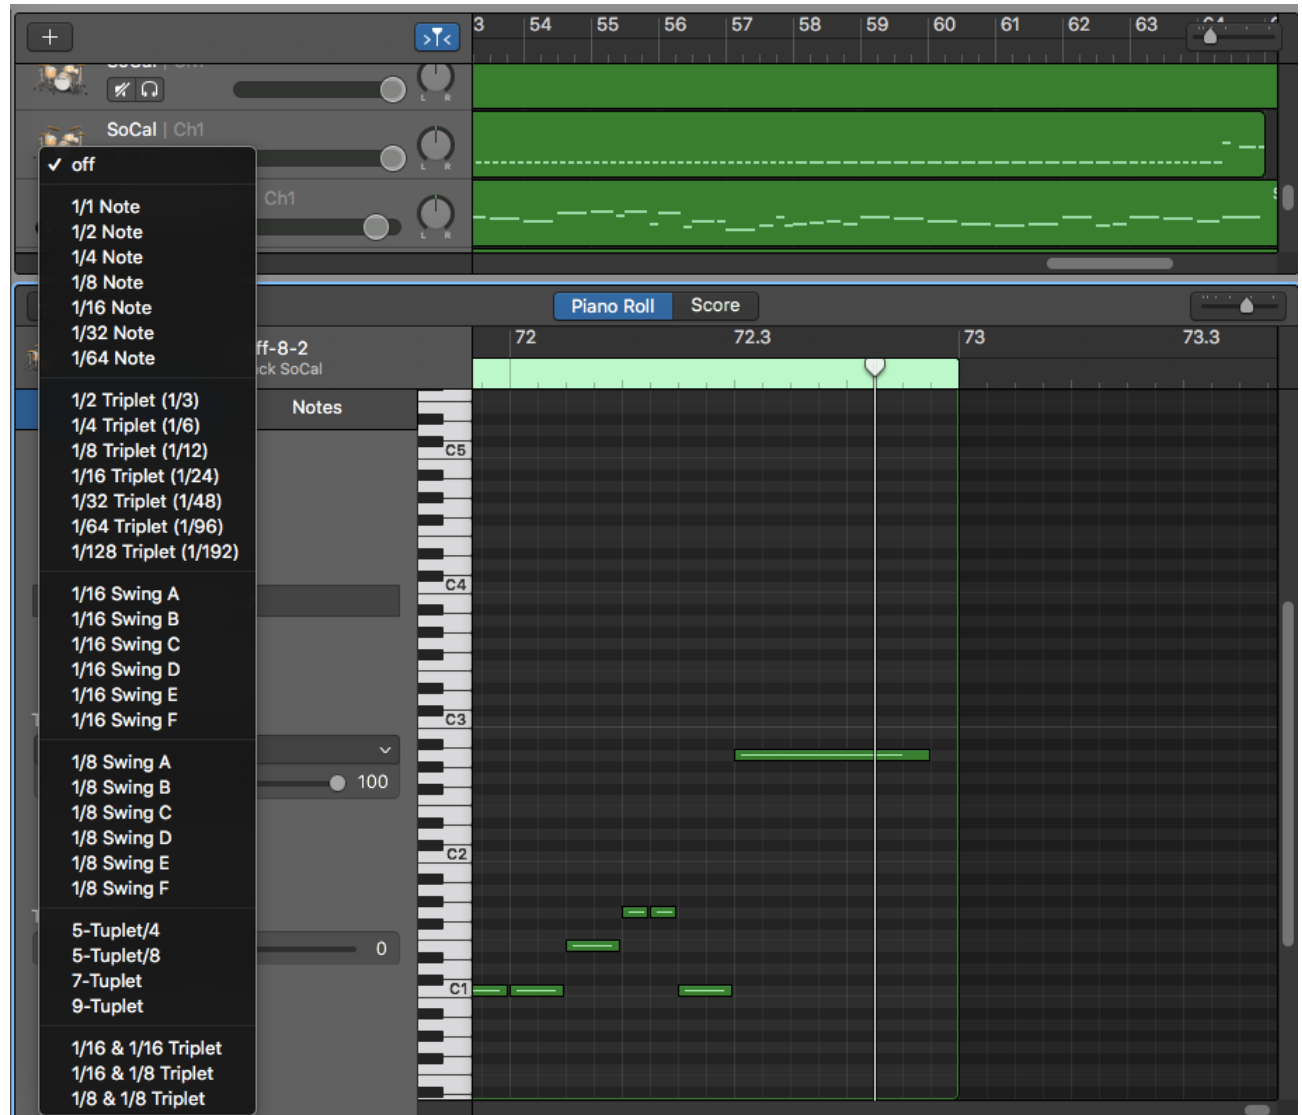 3 54 55 56 57 58 59 60 61 62 63 64
L R
SoCal | Ch1
L R
Ch1
L R
✓ off
1/1 Note
1/2 Note
1/4 Note
1/8 Note
1/16 Note
1/32 Note
1/64 Note
1/2 Triplet (1/3)
1/4 Triplet (1/6)
1/8 Triplet (1/12)
1/16 Triplet (1/24)
1/32 Triplet (1/48)
1/64 Triplet (1/96)
1/128 Triplet (1/192)
1/16 Swing A
1/16 Swing B
1/16 Swing C
1/16 Swing D
1/16 Swing E
1/16 Swing F
1/8 Swing A
1/8 Swing B
1/8 Swing C
1/8 Swing D
1/8 Swing E
1/8 Swing F
5-Tuplet/4
5-Tuplet/8
7-Tuplet
9-Tuplet
1/16 & 1/16 Triplet
1/16 & 1/8 Triplet
1/8 & 1/8 Triplet
Piano Roll Score
72 72.3 73 73.3
ff-8-2
ck SoCal
Notes
100
0
C5
C4
C3
C2
C1